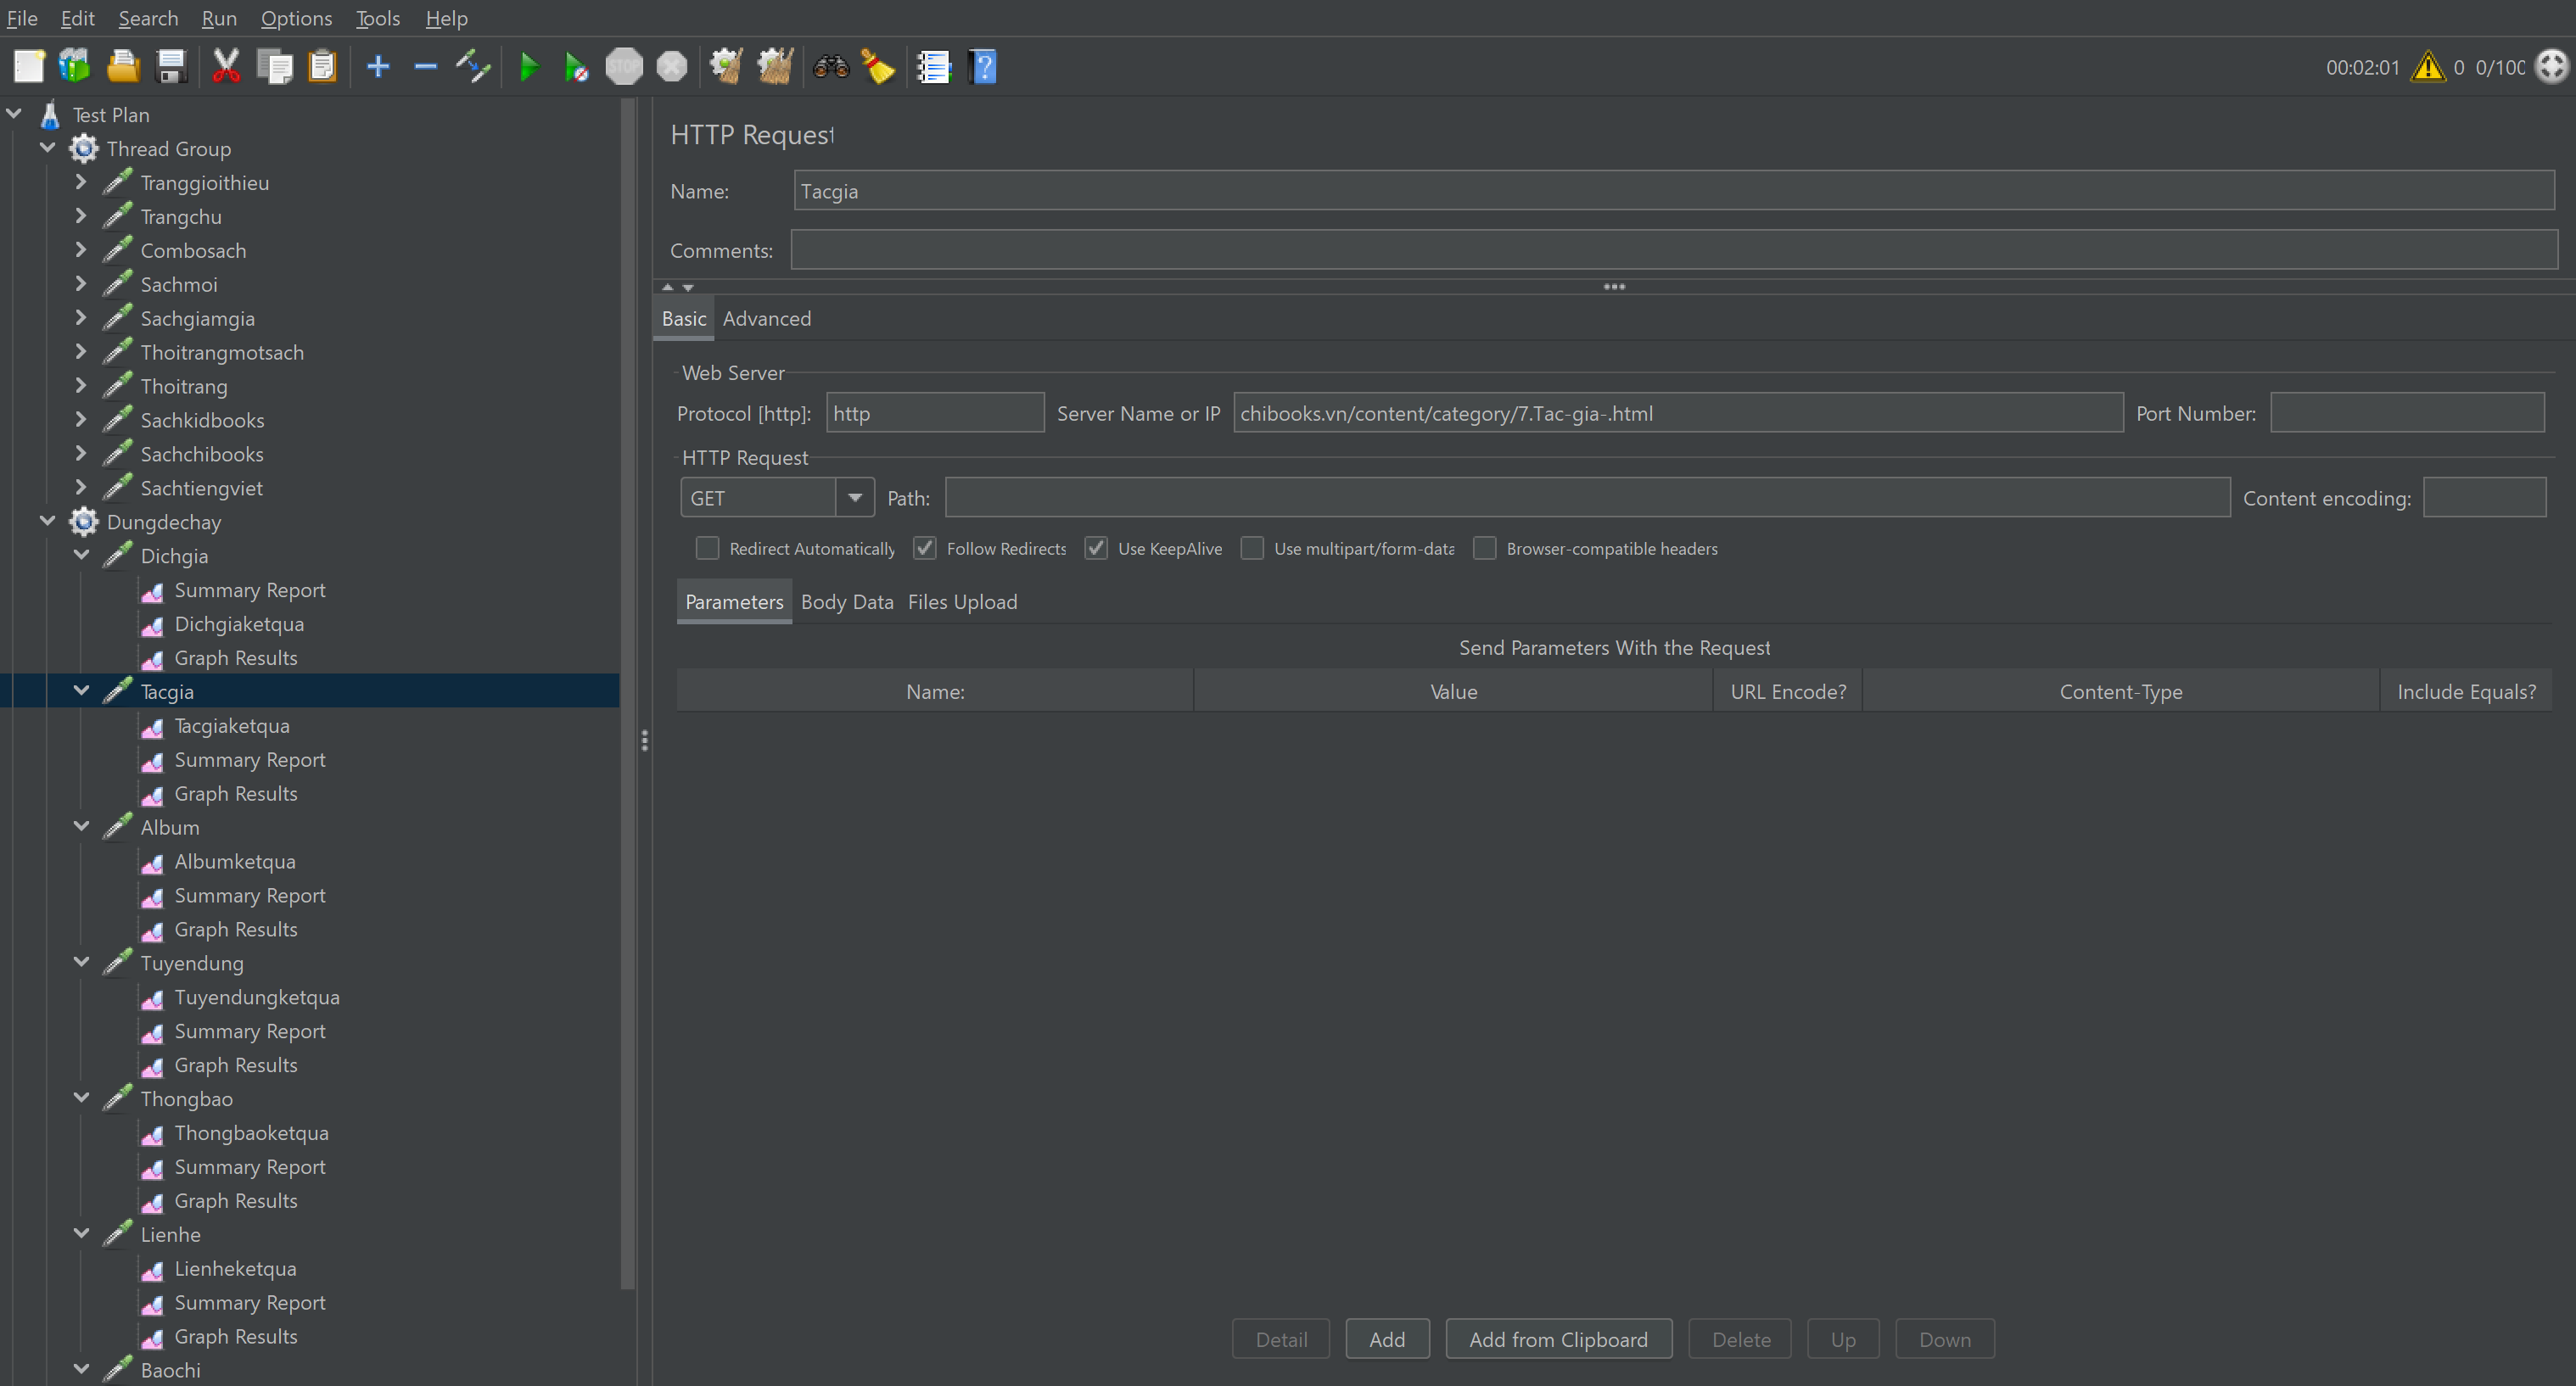 File Edit Search Run Options Tools Help
STOP
00:02:01 0 0/100
Test Plan
Thread Group
Tranggioithieu
Trangchu
Combosach
Sachmoi
Sachgiamgia
Thoitrangmotsach
Thoitrang
Sachkidbooks
Sachchibooks
Sachtiengviet
Dungdechay
Dichgia
Summary Report
Dichgiaketqua
Graph Results
Tacgia
Tacgiaketqua
Summary Report
Graph Results
Album
Albumketqua
Summary Report
Graph Results
Tuyendung
Tuyendungketqua
Summary Report
Graph Results
Thongbao
Thongbaoketqua
Summary Report
Graph Results
Lienhe
Lienheketqua
Summary Report
Graph Results
Baochi
HTTP Request
Name: Tacgia
Comments:
Basic Advanced
Web Server
Protocol [http]: http Server Name or IP chibooks.vn/content/category/7.Tac-gia-.html Port Number:
HTTP Request
GET Path: Content encoding:
Redirect Automatically Follow Redirects Use KeepAlive Use multipart/form-data Browser-compatible headers
Parameters Body Data Files Upload
Send Parameters With the Request
Name: Value URL Encode? Content-Type Include Equals?
Detail Add Add from Clipboard Delete Up Down